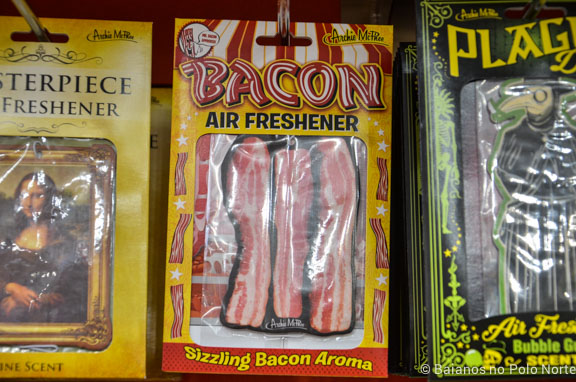 Archie McPhee
STERPIECE
FRESHENER
INE SCENT
Archie McPhee
BACON
AIR FRESHENER
Archie McPhee
Sizzling Bacon Aroma
Archie McPhee
PLAGU
D
Air Fres
Bubble Gu
SCENT
© Baianos no Polo Norte